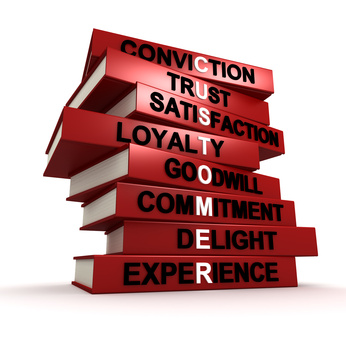 CONVICTION
TRUST
SATISFACTION
LOYALTY
GOODWILL
COMMITMENT
DELIGHT
EXPERIENCE